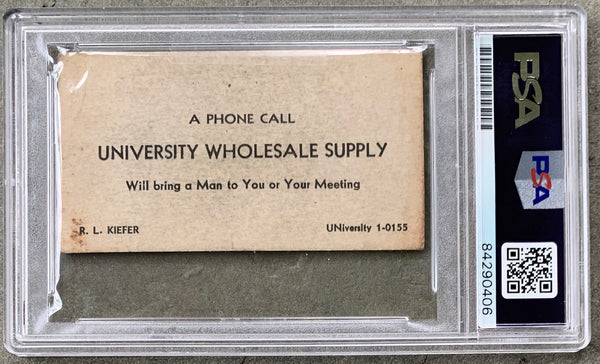 A PHONE CALL
UNIVERSITY WHOLESALE SUPPLY
Will bring a Man to You or Your Meeting
R. L. KIEFER
UNiversity 1-0155
PSA
PSA
84290406